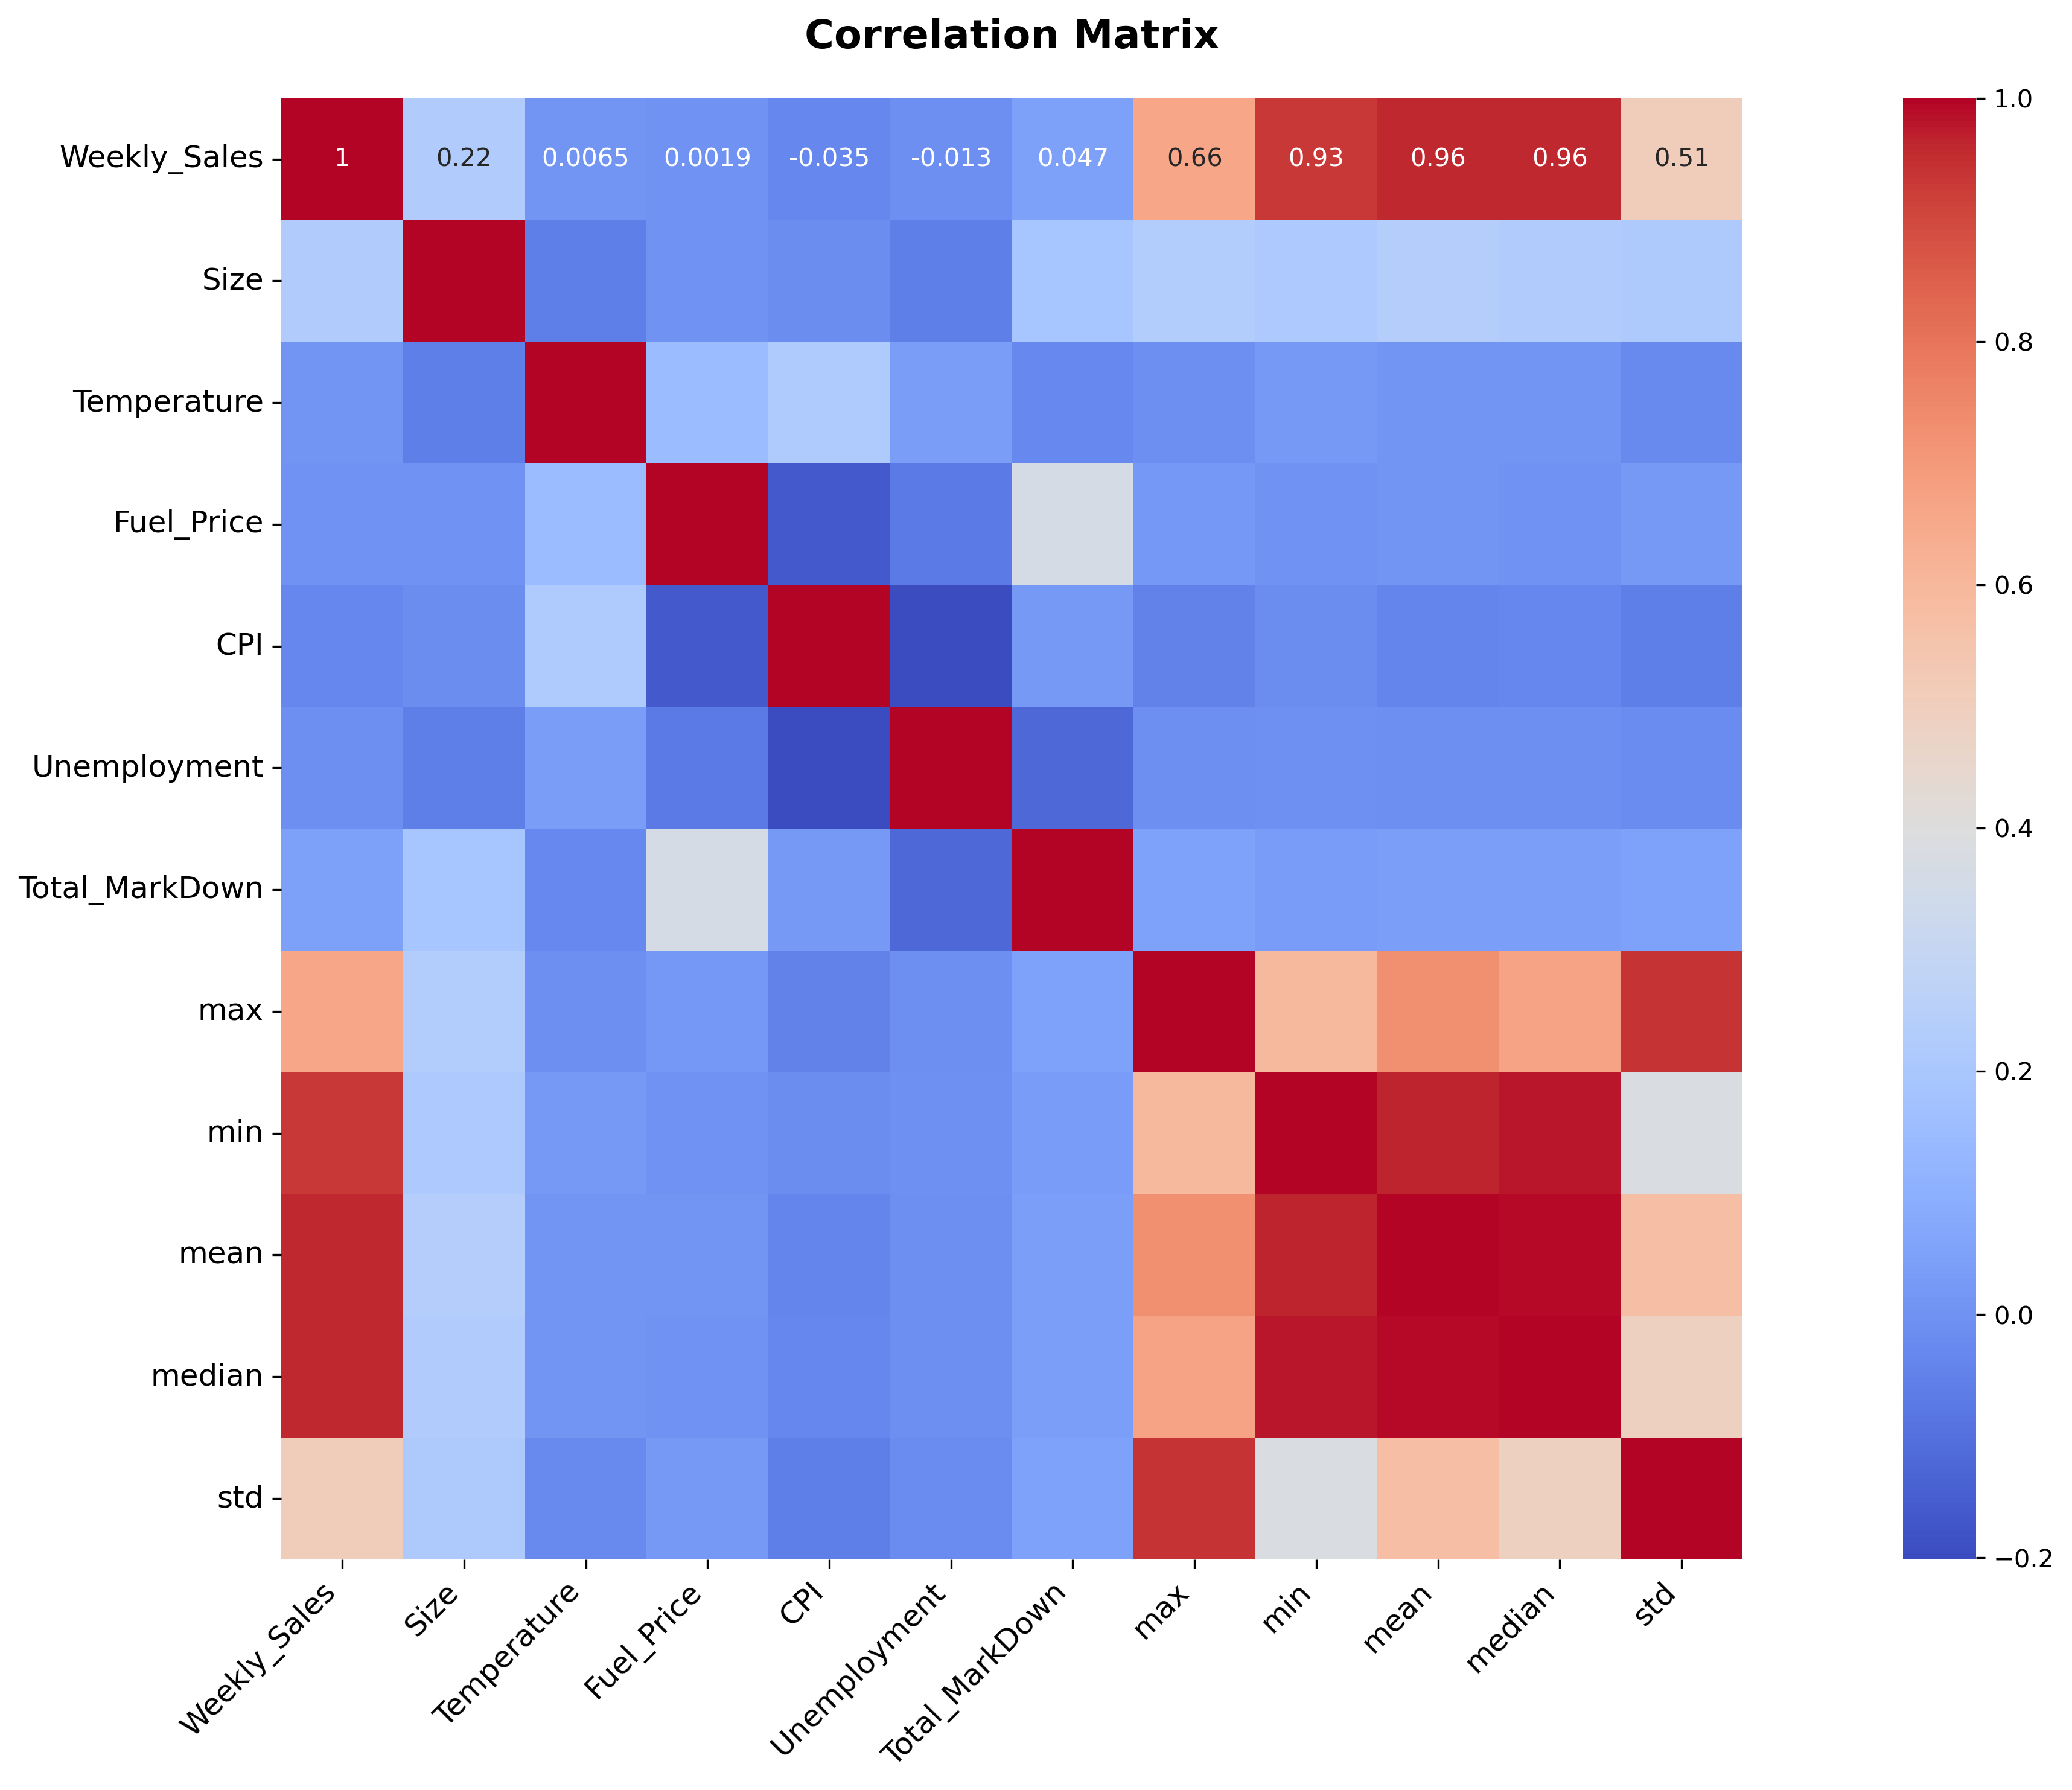 Correlation Matrix
Weekly_Sales 1 0.22 0.0065 0.0019 -0.035 -0.013 0.047 0.66 0.93 0.96 0.96 0.51
Size
Temperature
Fuel_Price
CPI
Unemployment
Total_MarkDown
max
min
mean
median
std
Weekly_Sales Size Temperature Fuel_Price CPI Unemployment Total_MarkDown max min mean median std
1.0
0.8
0.6
0.4
0.2
0.0
−0.2